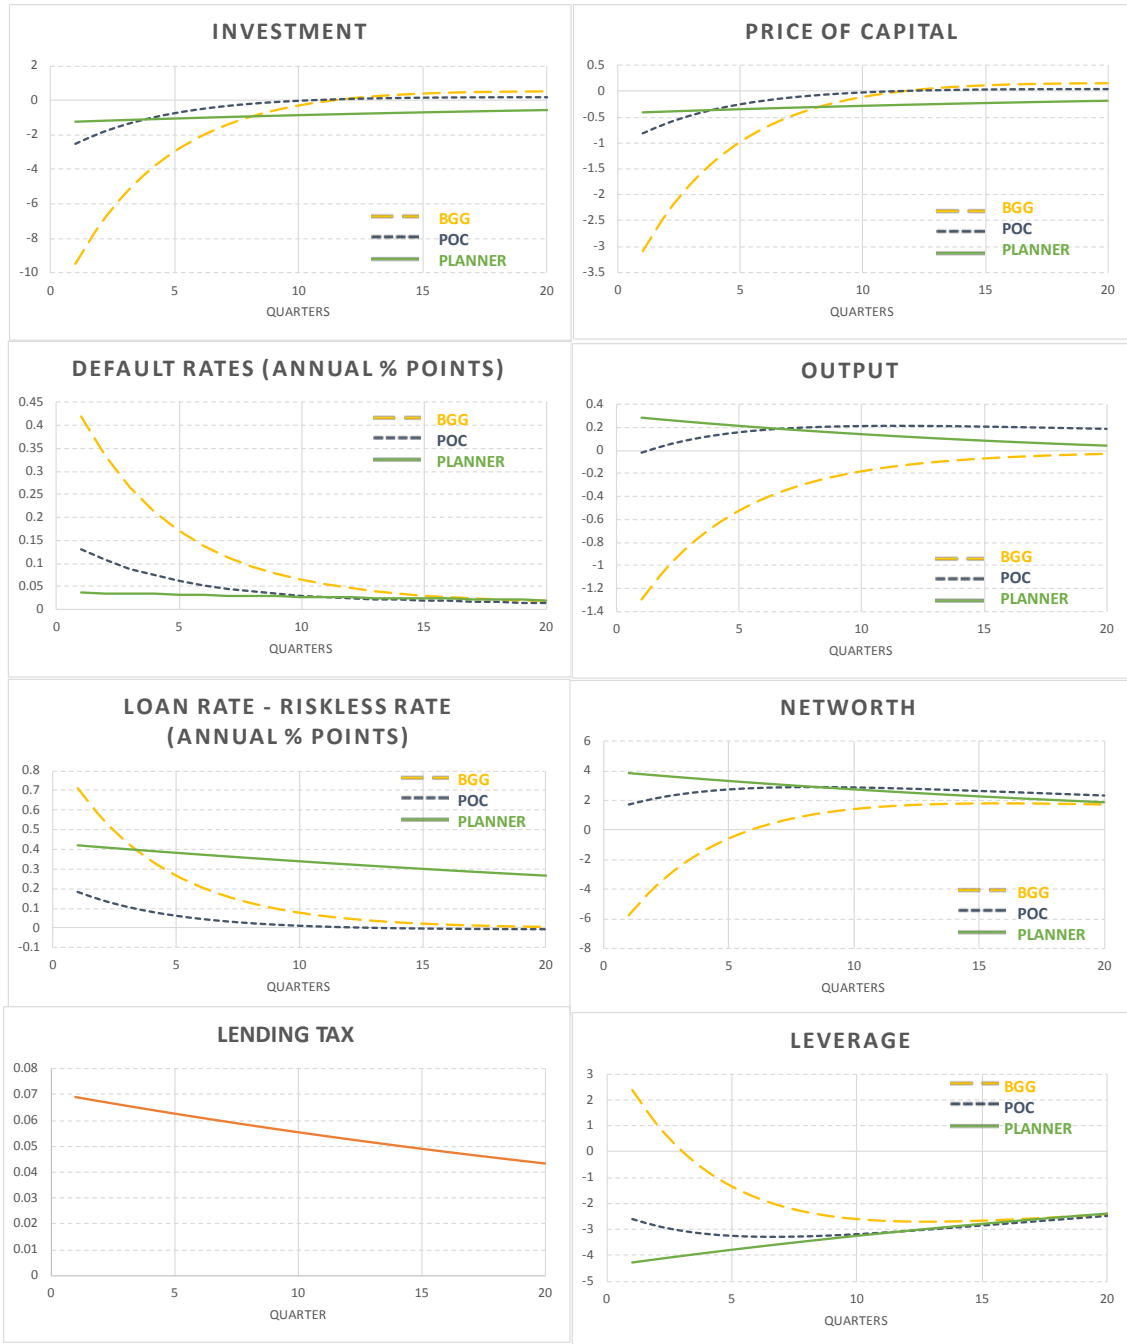 INVESTMENT
2
0
-2
-4
-6
-8
-10
0
5
10
15
20
QUARTERS
BGG
POC
PLANNER
PRICE OF CAPITAL
0.5
0
-0.5
-1
-1.5
-2
-2.5
-3
-3.5
0
5
10
15
20
QUARTERS
BGG
POC
PLANNER
DEFAULT RATES (ANNUAL % POINTS)
0.45
0.4
0.35
0.3
0.25
0.2
0.15
0.1
0.05
0
0
5
10
15
20
QUARTERS
BGG
POC
PLANNER
OUTPUT
0.4
0.2
0
-0.2
-0.4
-0.6
-0.8
-1
-1.2
-1.4
0
5
10
15
20
QUARTERS
BGG
POC
PLANNER
LOAN RATE - RISKLESS RATE
(ANNUAL % POINTS)
0.8
0.7
0.6
0.5
0.4
0.3
0.2
0.1
0
-0.1
0
5
10
15
20
QUARTERS
BGG
POC
PLANNER
NETWORTH
6
4
2
0
-2
-4
-6
-8
0
5
10
15
20
QUARTERS
BGG
POC
PLANNER
LENDING TAX
0.08
0.07
0.06
0.05
0.04
0.03
0.02
0.01
0
0
5
10
15
20
QUARTER
LEVERAGE
3
2
1
0
-1
-2
-3
-4
-5
0
5
10
15
20
QUARTERS
BGG
POC
PLANNER